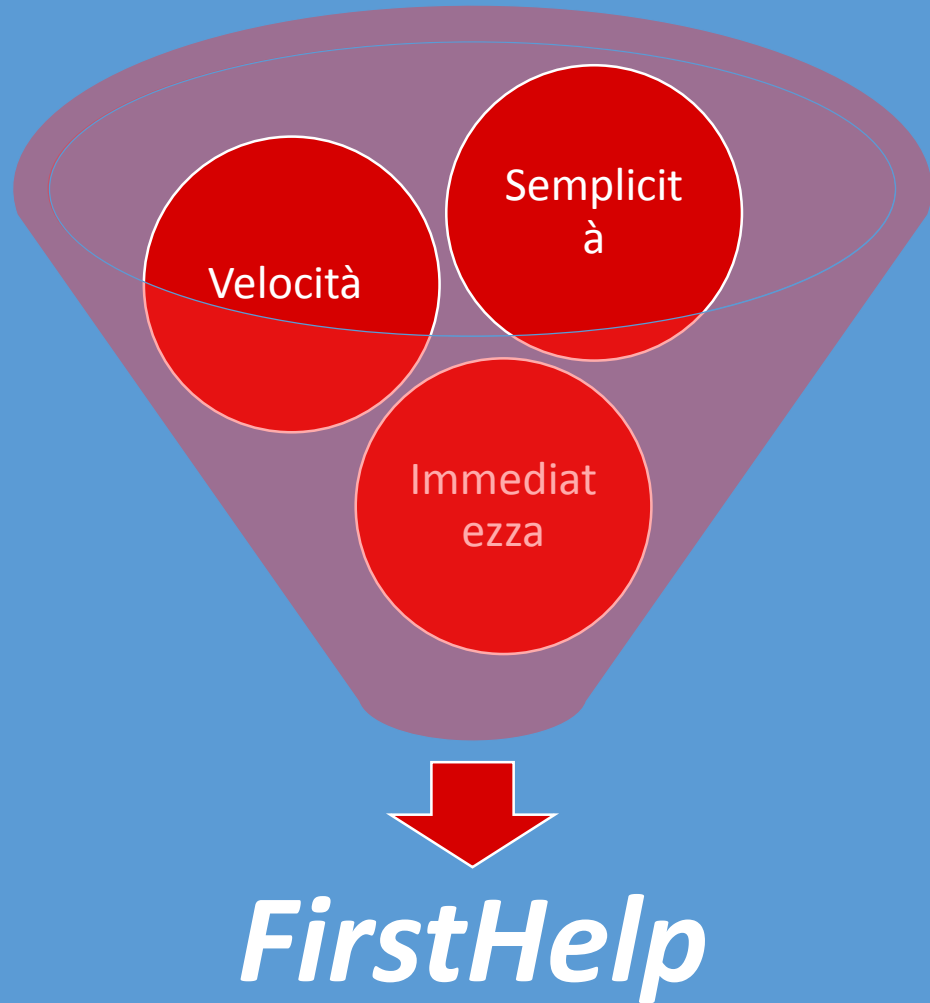 Semplicit
à
Velocità
Immediat
ezza
FirstHelp